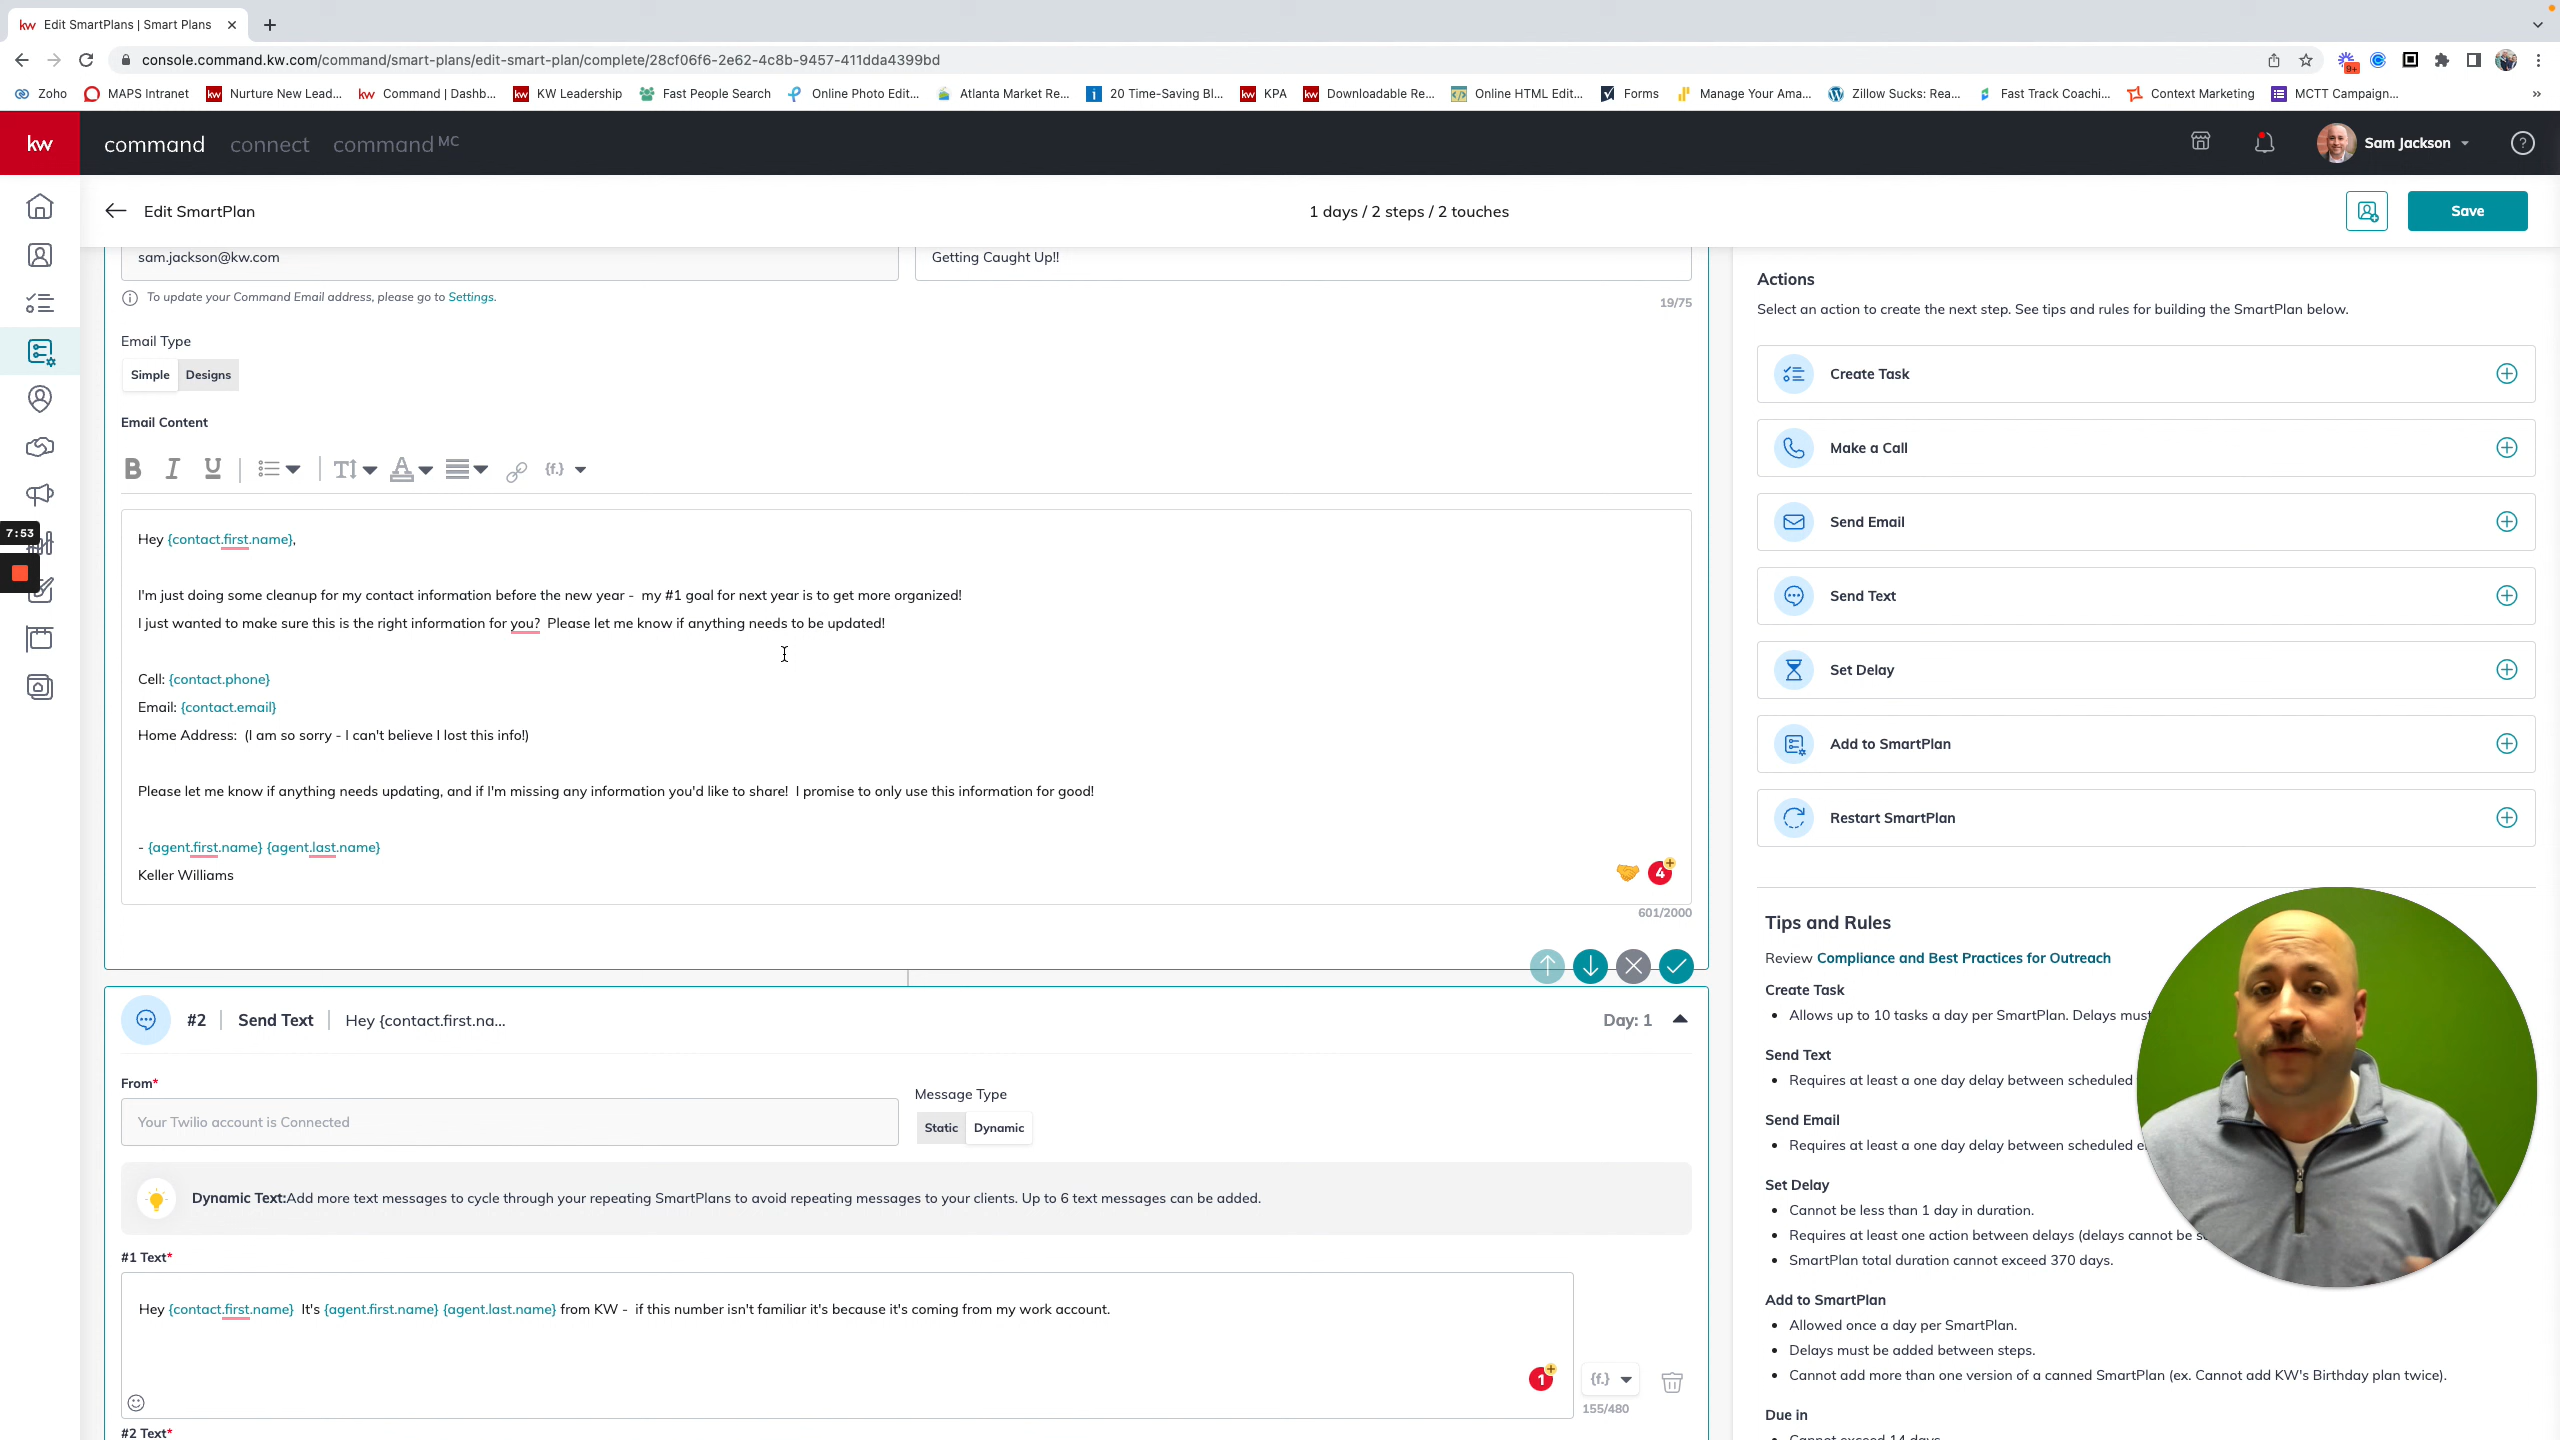 kw Edit SmartPlans | Smart Plans
console.command.kw.com/command/smart-plans/edit-smart-plan/complete/28cf06f6-2e62-4c8b-9457-411dda4399bd
9+
Zoho MAPS Intranet Nurture New Lead... Command | Dashb... KW Leadership Fast People Search Online Photo Edit... Atlanta Market Re... 20 Time-Saving Bl... KPA Downloadable Re... Online HTML Edit... Forms Manage Your Ama... Zillow Sucks: Rea... Fast Track Coachi... Context Marketing MCTT Campaign...
kw command connect command MC Sam Jackson
Edit SmartPlan 1 days / 2 steps / 2 touches Save
sam.jackson@kw.com Getting Caught Up!!
To update your Command Email address, please go to Settings.
19/75
Email Type
Simple Designs
Email Content
B I U {f.}
Hey {contact.first.name},
I'm just doing some cleanup for my contact information before the new year -  my #1 goal for next year is to get more organized!
I just wanted to make sure this is the right information for you?  Please let me know if anything needs to be updated!
Cell: {contact.phone}
Email: {contact.email}
Home Address:  (I am so sorry - I can't believe I lost this info!)
Please let me know if anything needs updating, and if I'm missing any information you'd like to share!  I promise to only use this information for good!
- {agent.first.name} {agent.last.name}
Keller Williams
4
601/2000
7:53
#2 Send Text Hey {contact.first.na... Day: 1
From*
Your Twilio account is Connected
Message Type
Static Dynamic
Dynamic Text:Add more text messages to cycle through your repeating SmartPlans to avoid repeating messages to your clients. Up to 6 text messages can be added.
#1 Text*
Hey {contact.first.name}  It's {agent.first.name} {agent.last.name} from KW -  if this number isn't familiar it's because it's coming from my work account.
1
{f.}
155/480
#2 Text*
Actions
Select an action to create the next step. See tips and rules for building the SmartPlan below.
Create Task
Make a Call
Send Email
Send Text
Set Delay
Add to SmartPlan
Restart SmartPlan
Tips and Rules
Review Compliance and Best Practices for Outreach
Create Task
Allows up to 10 tasks a day per SmartPlan. Delays must
Send Text
Requires at least a one day delay between scheduled
Send Email
Requires at least a one day delay between scheduled
Set Delay
Cannot be less than 1 day in duration.
Requires at least one action between delays (delays cannot be
SmartPlan total duration cannot exceed 370 days.
Add to SmartPlan
Allowed once a day per SmartPlan.
Delays must be added between steps.
Cannot add more than one version of a canned SmartPlan (ex. Cannot add KW's Birthday plan twice).
Due in